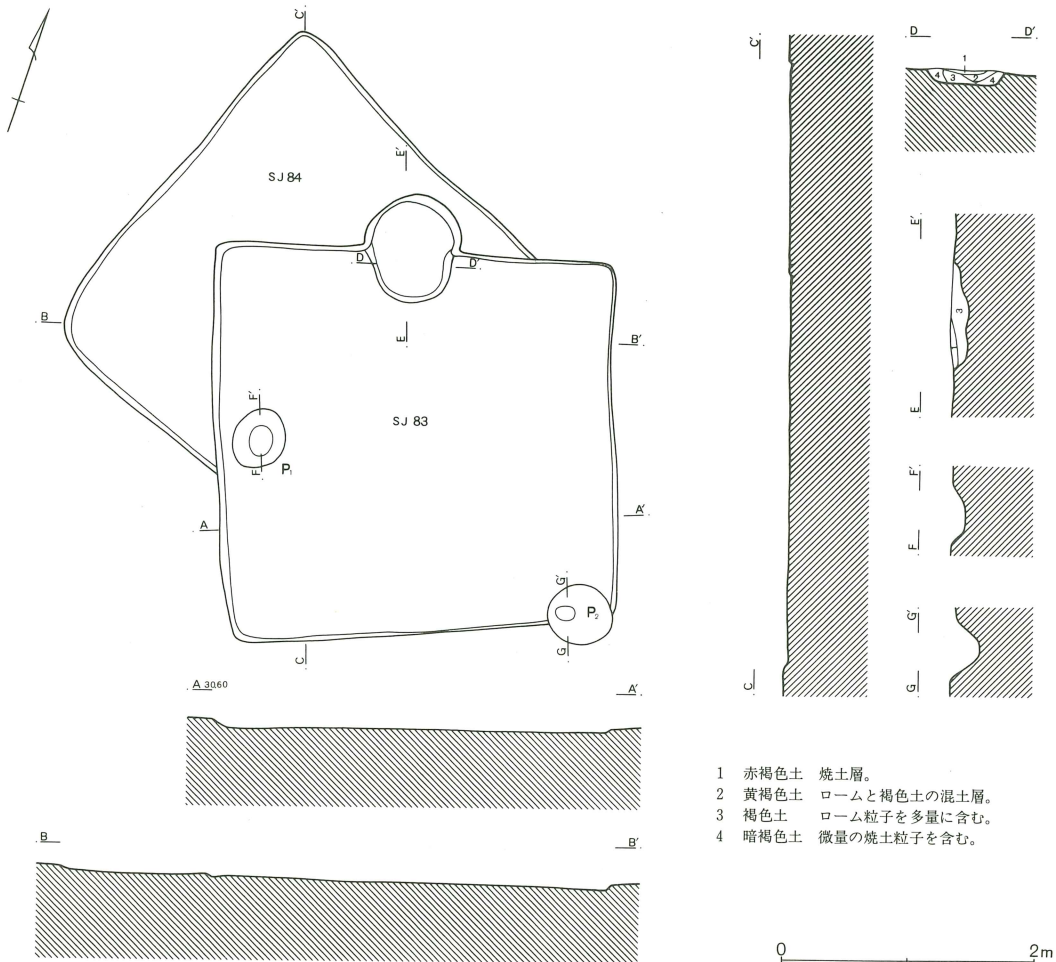 C C'
D D'
1
4 3 2 4
E'
SJ 84
D D'
E' 
3
B
E
B'
F'
SJ 83
E
F P1
F'
A A'
F
G'
P2
G'
C G
C
G
A 30.60 A'
1 赤褐色土 焼土層。
2 黄褐色土 ロームと褐色土の混土層。
3 褐色土 ローム粒子を多量に含む。
4 暗褐色土 微量の焼土粒子を含む。
B B'
0 2m